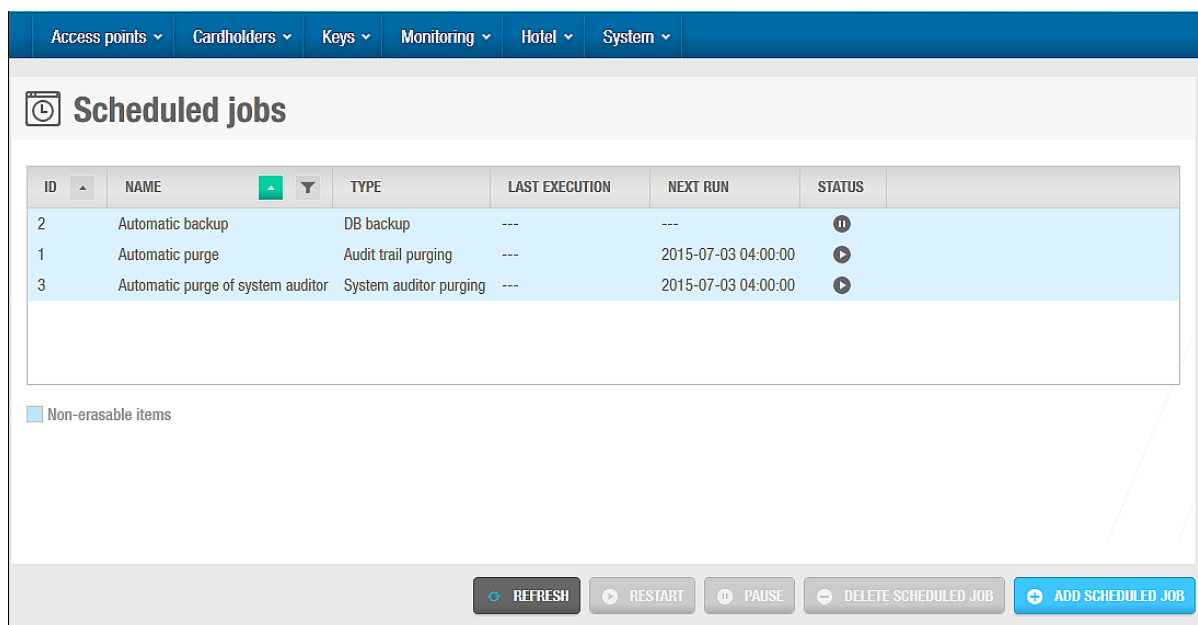 Access points Cardholders Keys Monitoring Hotel System
Scheduled jobs
ID NAME TYPE LAST EXECUTION NEXT RUN STATUS
2 Automatic backup DB backup --- ---
1 Automatic purge Audit trail purging --- 2015-07-03 04:00:00
3 Automatic purge of system auditor System auditor purging --- 2015-07-03 04:00:00
Non-erasable items
REFRESH RESTART PAUSE DELETE SCHEDULED JOB ADD SCHEDULED JOB